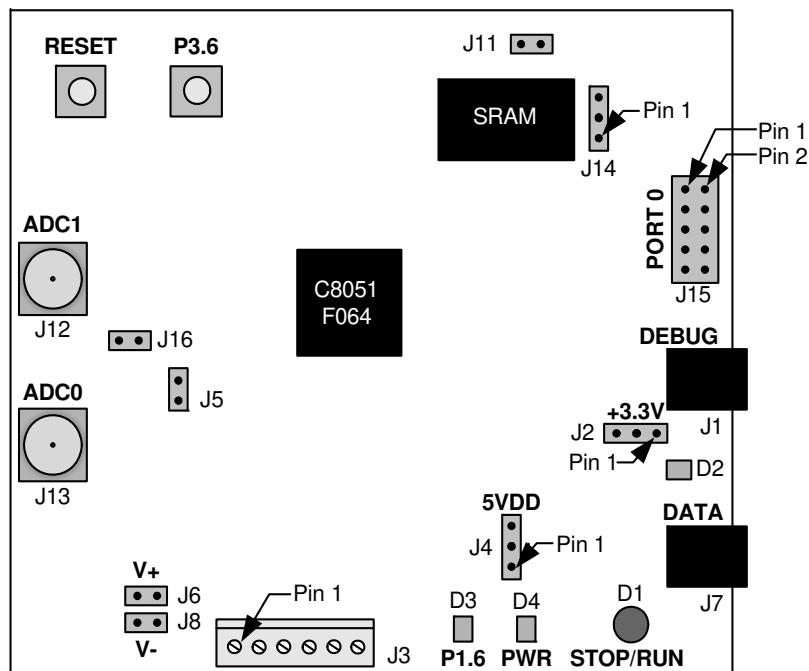 RESET
P3.6
J11
SRAM
Pin 1
J14
Pin 1
Pin 2
PORT 0
J15
ADC1
J12
C8051
F064
J16
J5
DEBUG
J1
ADC0
J13
+3.3V
J2
Pin 1
D2
5VDD
J4
Pin 1
DATA
J7
V+
J6
J8
V-
Pin 1
J3
D3
P1.6
D4
PWR
D1
STOP/RUN